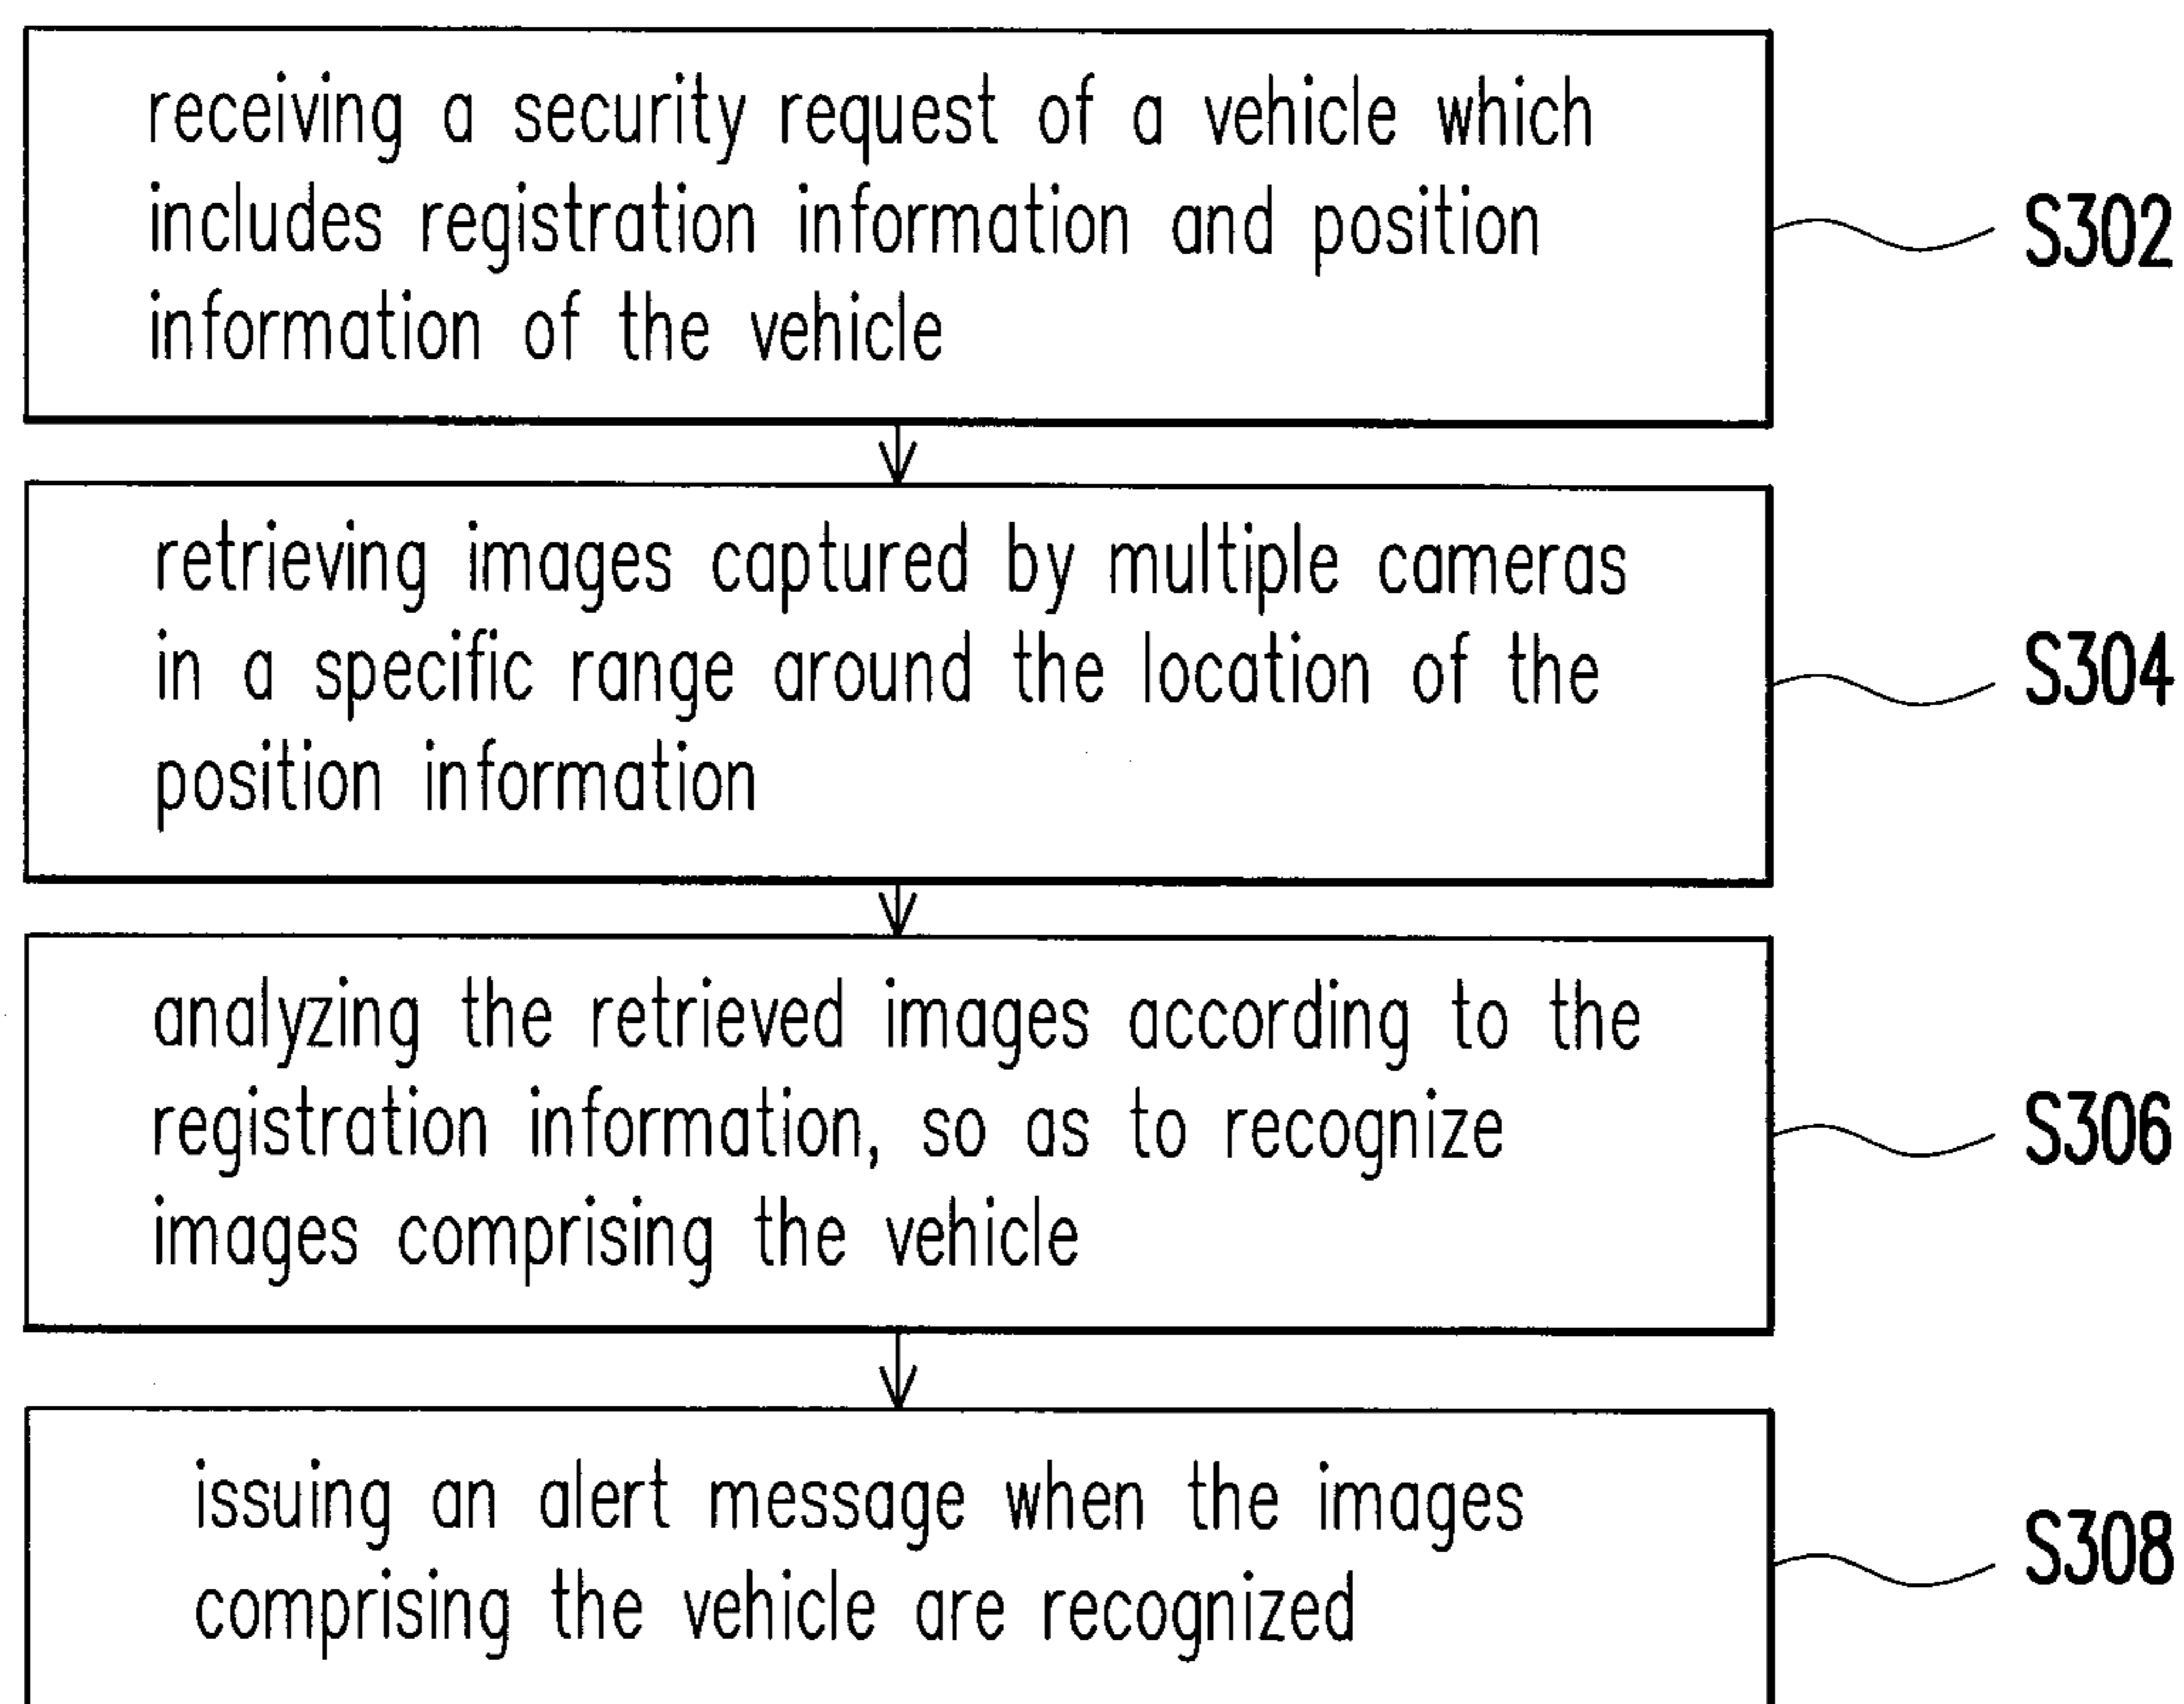 receiving a security request of a vehicle which
includes registration information and position
information of the vehicle
S302
retrieving images captured by multiple cameras
in a specific range around the location of the
position information
S304
analyzing the retrieved images according to the
registration information, so as to recognize
images comprising the vehicle
S306
issuing an alert message when the images
comprising the vehicle are recognized
S308